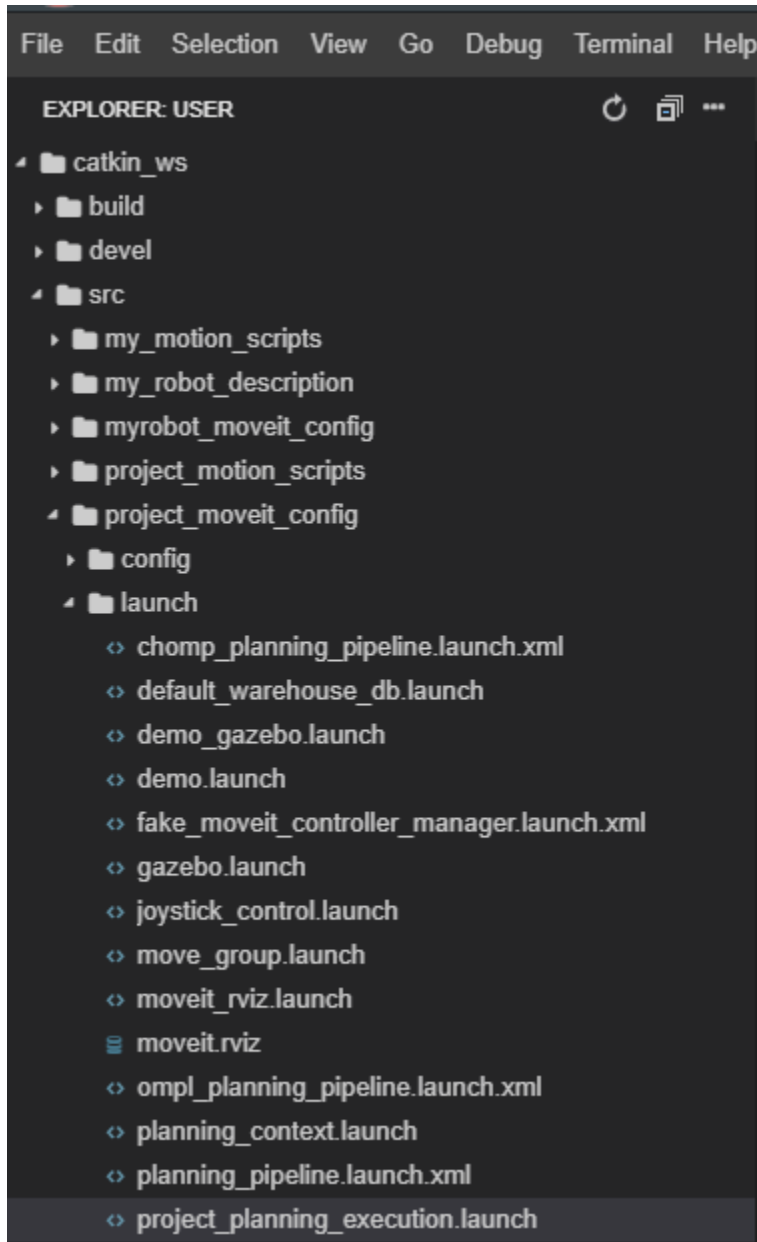 File Edit Selection View Go Debug Terminal Help
EXPLORER: USER
catkin_ws
build
devel
src
my_motion_scripts
my_robot_description
myrobot_moveit_config
project_motion_scripts
project_moveit_config
config
launch
chomp_planning_pipeline.launch.xml
default_warehouse_db.launch
demo_gazebo.launch
demo.launch
fake_moveit_controller_manager.launch.xml
gazebo.launch
joystick_control.launch
move_group.launch
moveit_rviz.launch
moveit.rviz
ompl_planning_pipeline.launch.xml
planning_context.launch
planning_pipeline.launch.xml
project_planning_execution.launch